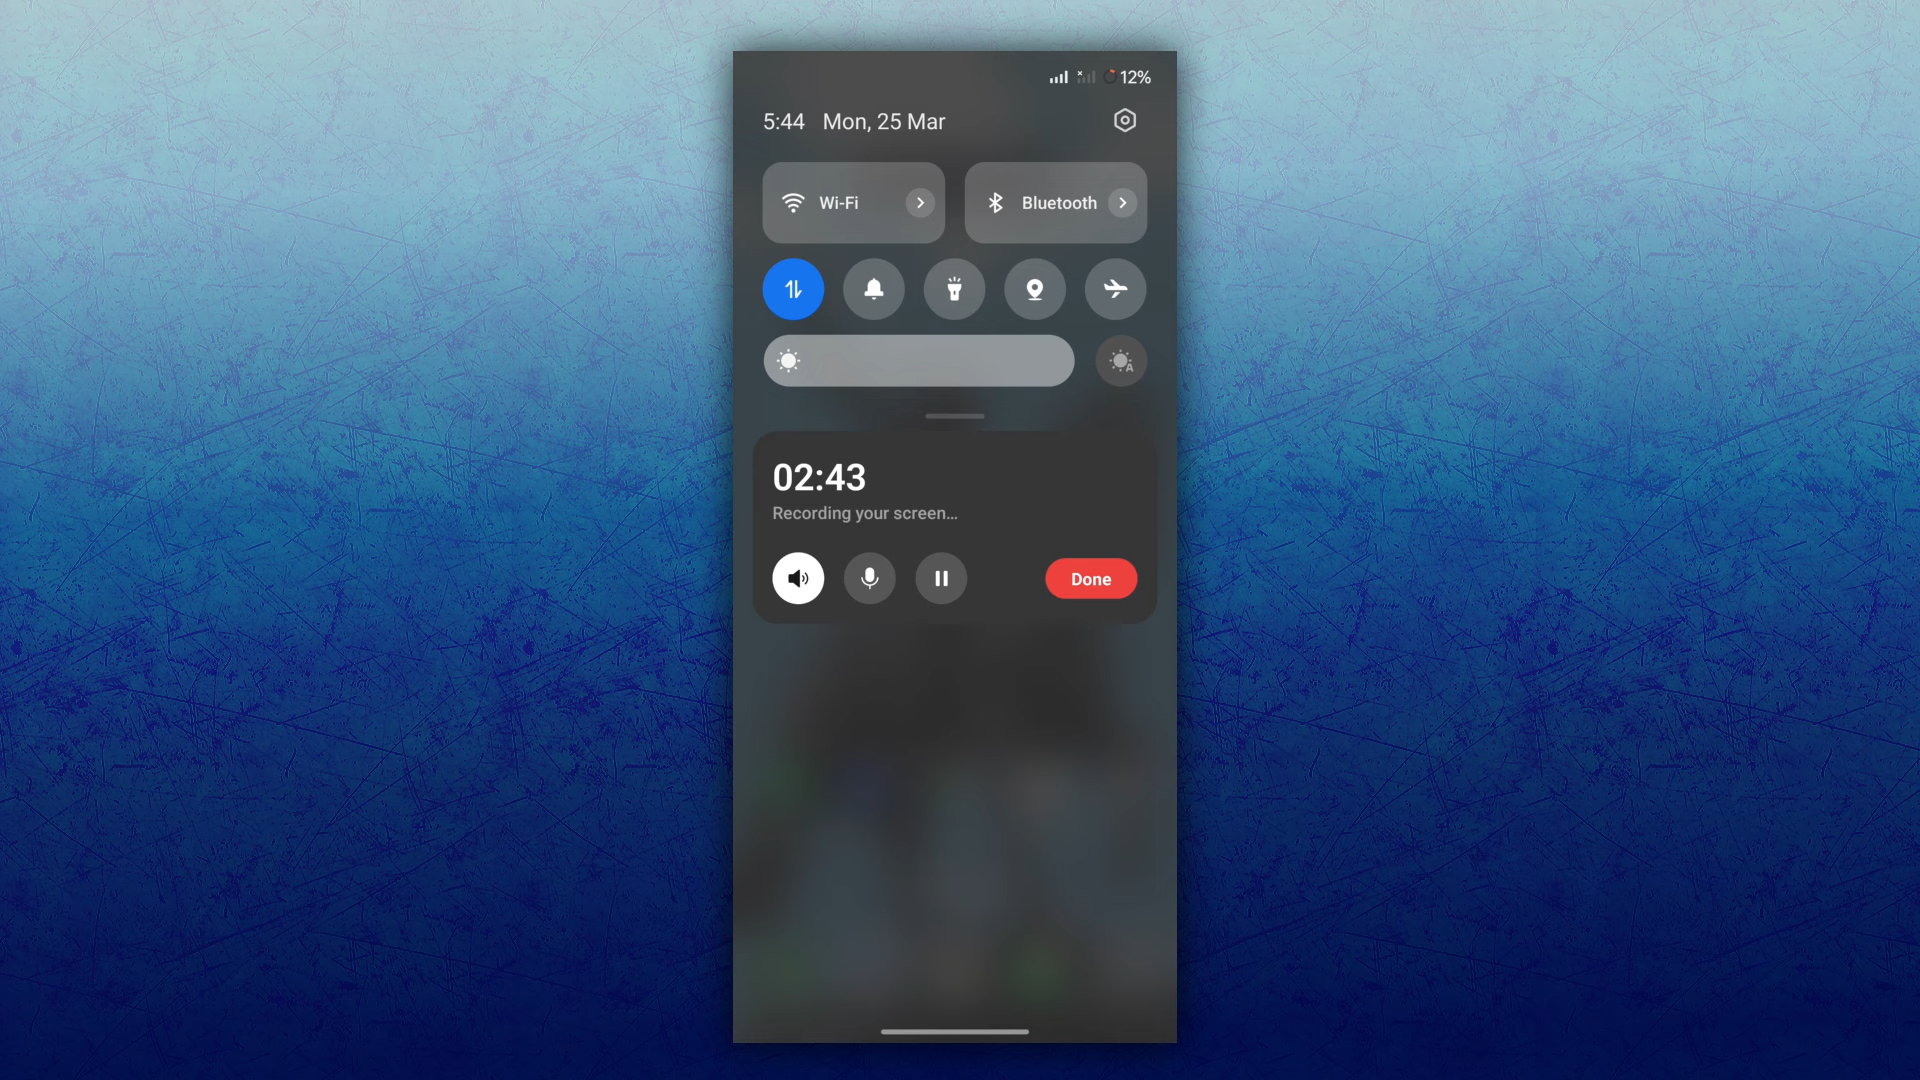 12%
5:44 Mon, 25 Mar
Wi-Fi Bluetooth
A
02:43
Recording your screen...
Done